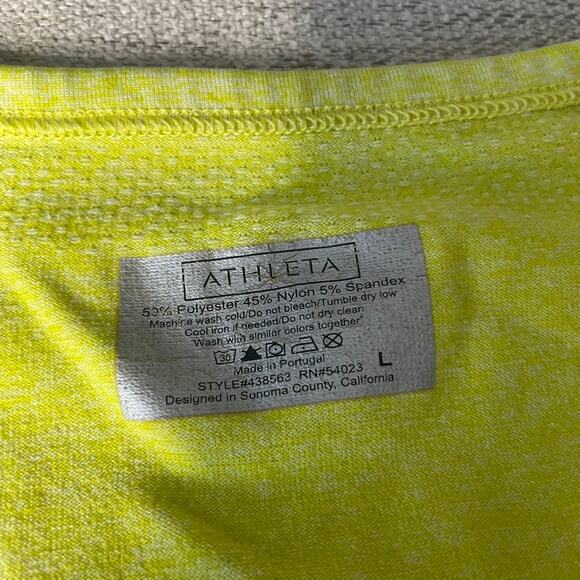 ATHLETA
50% Polyester 45% Nylon 5% Spandex
Machine wash cold/Do not bleach/Tumble dry low
Cool iron if needed/Do not dry clean
Wash with similar colors together
30
Made in Portugal
STYLE#438563 RN#54023 L
Designed in Sonoma County, California